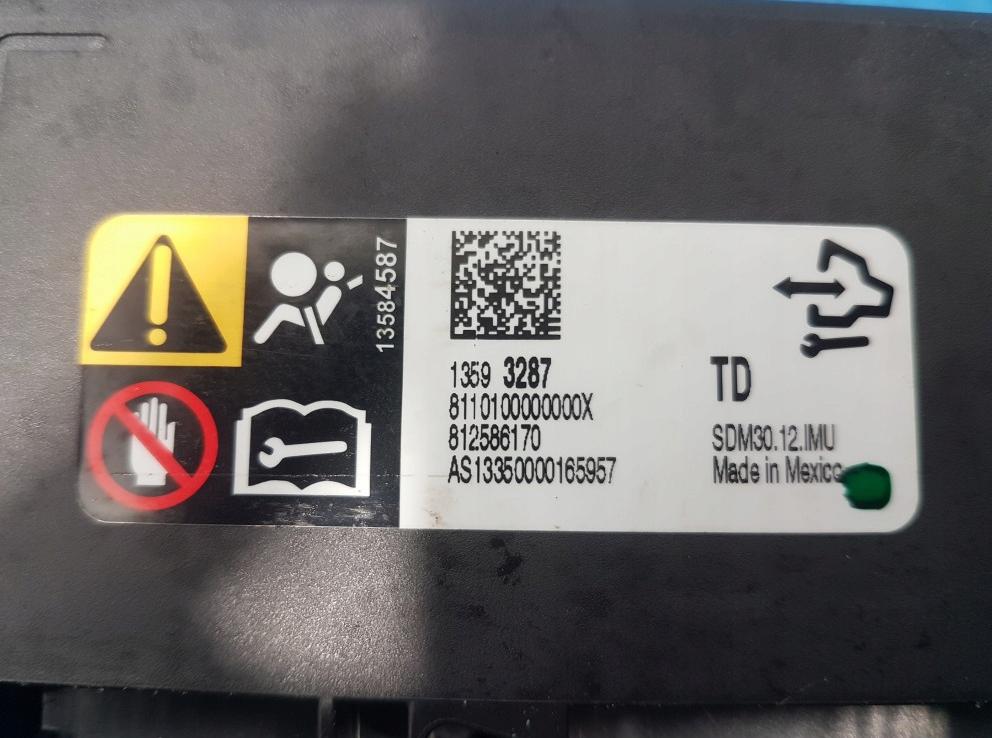 13584587
1359 3287
8110100000000X
812586170
AS13350000165957
TD
SDM30.12.IMU
Made in Mexico